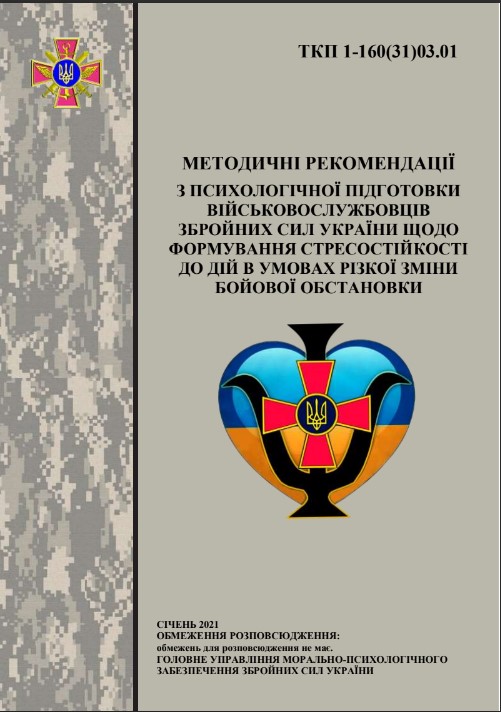 ТКП 1-160(31)03.01
МЕТОДИЧНІ РЕКОМЕНДАЦІЇ
З ПСИХОЛОГІЧНОЇ ПІДГОТОВКИ
ВІЙСЬКОВОСЛУЖБОВЦІВ
ЗБРОЙНИХ СИЛ УКРАЇНИ ЩОДО
ФОРМУВАННЯ СТРЕСОСТІЙКОСТІ
ДО ДІЙ В УМОВАХ РІЗКОЇ ЗМІНИ
БОЙОВОЇ ОБСТАНОВКИ
СІЧЕНЬ 2021
ОБМЕЖЕННЯ РОЗПОВСЮДЖЕННЯ:
обмежень для розповсюдження не має.
ГОЛОВНЕ УПРАВЛІННЯ МОРАЛЬНО-ПСИХОЛОГІЧНОГО
ЗАБЕЗПЕЧЕННЯ ЗБРОЙНИХ СИЛ УКРАЇНИ